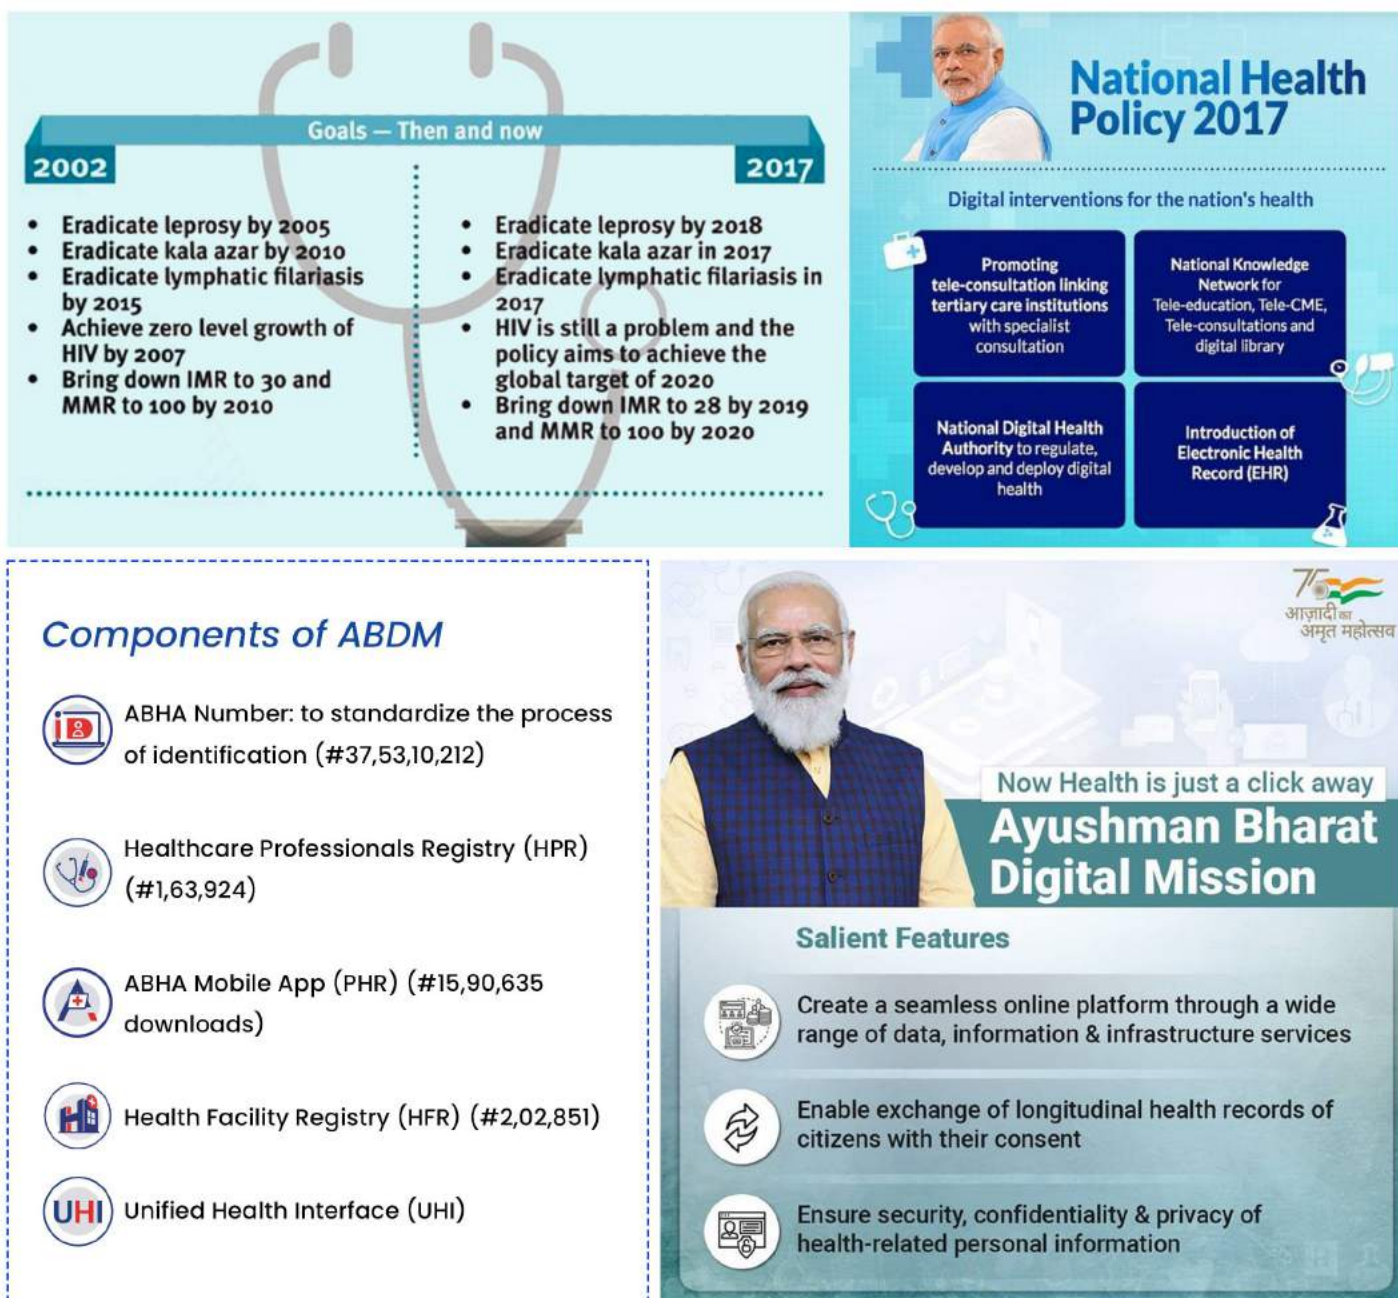 Goals — Then and now
2002
2017
• Eradicate leprosy by 2005
• Eradicate kala azar by 2010
• Eradicate lymphatic filariasis
by 2015
• Achieve zero level growth of
HIV by 2007
• Bring down IMR to 30 and
MMR to 100 by 2010
• Eradicate leprosy by 2018
• Eradicate kala azar in 2017
• Eradicate lymphatic filariasis in
2017
• HIV is still a problem and the
policy aims to achieve the
global target of 2020
• Bring down IMR to 28 by 2019
and MMR to 100 by 2020
National Health
Policy 2017
Digital interventions for the nation's health
Promoting
tele-consultation linking
tertiary care institutions
with specialist
consultation
National Knowledge
Network for
Tele-education, Tele-CME,
Tele-consultations and
digital library
National Digital Health
Authority to regulate,
develop and deploy digital
health
Introduction of
Electronic Health
Record (EHR)
Components of ABDM
ABHA Number: to standardize the process
of identification (#37,53,10,212)
Healthcare Professionals Registry (HPR)
(#1,63,924)
ABHA Mobile App (PHR) (#15,90,635
downloads)
Health Facility Registry (HFR) (#2,02,851)
UHI
Unified Health Interface (UHI)
75
आज़ादी का
अमृत महोत्सव
Now Health is just a click away
Ayushman Bharat
Digital Mission
Salient Features
Create a seamless online platform through a wide
range of data, information & infrastructure services
Enable exchange of longitudinal health records of
citizens with their consent
Ensure security, confidentiality & privacy of
health-related personal information